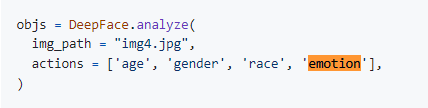 objs = DeepFace.analyze(
  img_path = "img4.jpg",
  actions = ['age', 'gender', 'race', 'emotion'],
)